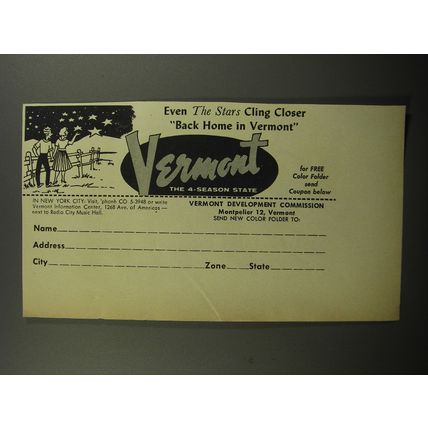 Even The Stars Cling Closer
"Back Home in Vermont"
Vermont
THE 4-SEASON STATE
for FREE
Color Folder
send
Coupon below
IN NEW YORK CITY: Visit, 'phone CO 5-3948 or write
Vermont Information Center, 1268 Ave. of Americas —
next to Radio City Music Hall.
VERMONT DEVELOPMENT COMMISSION
Montpelier 12, Vermont
SEND NEW COLOR FOLDER TO:
Name
Address
City Zone State